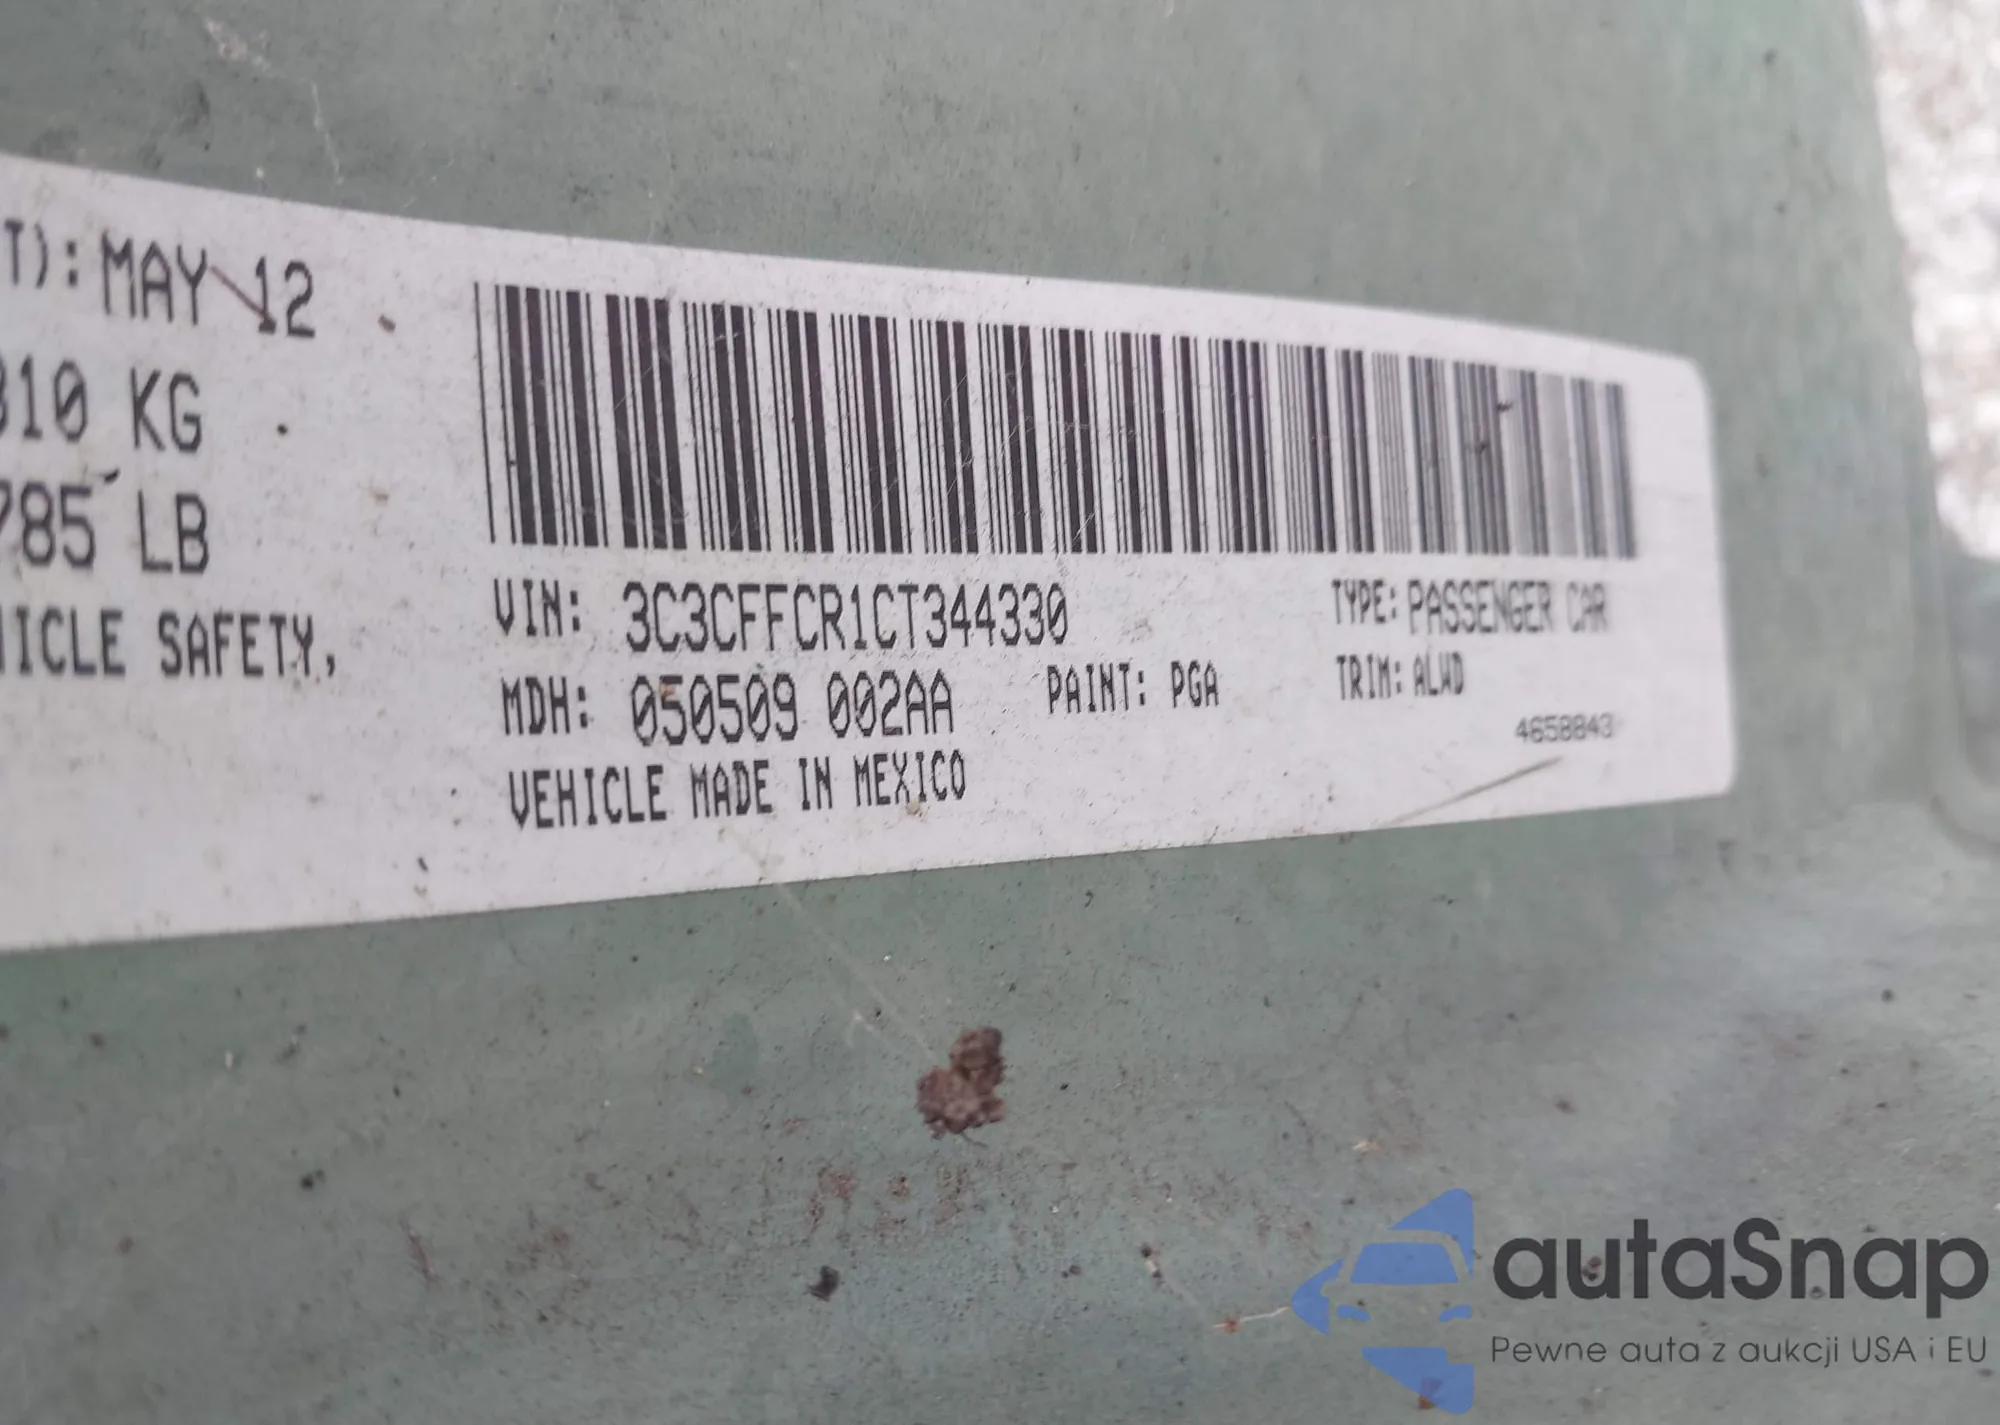 T): MAY 12
310 KG
785 LB
HICLE SAFETY,
VIN: 3C3CFFCR1CT344330
TYPE: PASSENGER CAR
MDH: 050509 002AA
PAINT: PGA
TRIM: ALWD
4658843
VEHICLE MADE IN MEXICO
autaSnap
Pewne auta z aukcji USA i EU